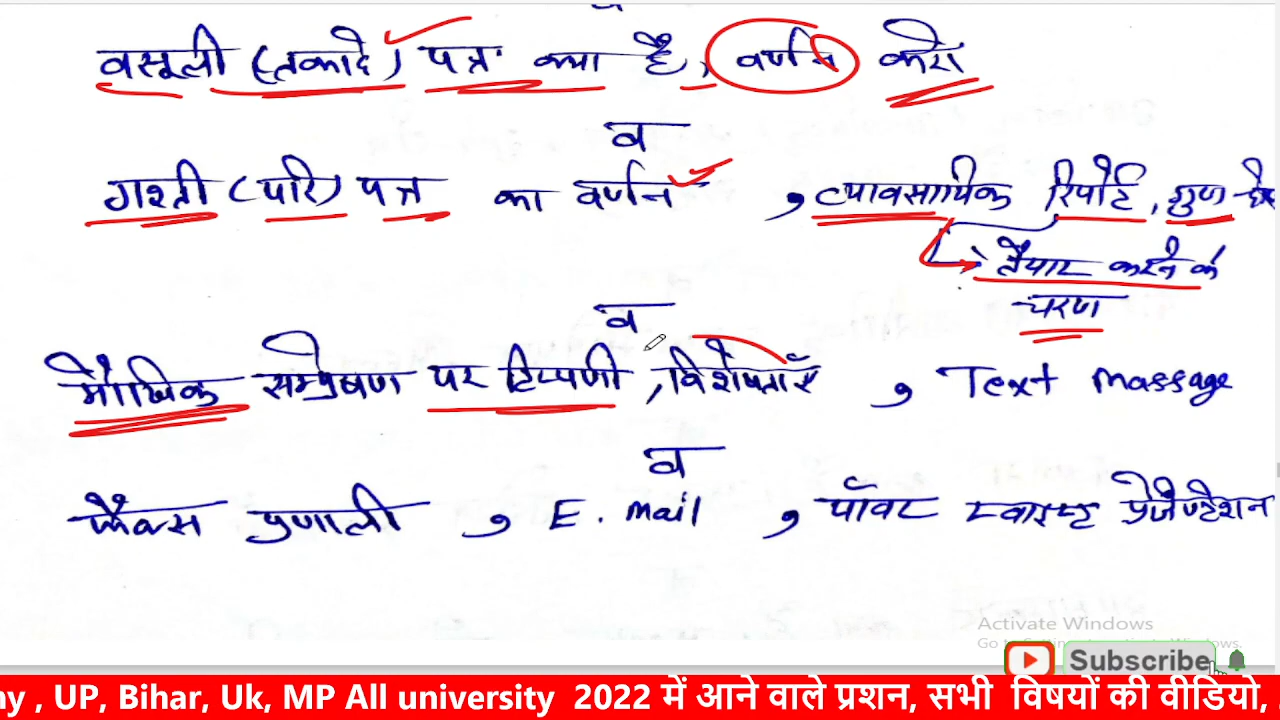 वसूली (तकादे) पत्र क्या है, वर्णन करो
व
गश्ती (परि) पत्र का वर्णन , व्यावसायिक रिपोर्ट, गुण-दोष
→ तैयार करने के
चरण
व
मौखिक सम्प्रेषण पर टिप्पणी, विशेषताएँ , Text Massage
व
फैक्स प्रणाली , E. mail , पॉवर प्वाइण्ट प्रेजेण्टेशन
Activate Windows
Subscribe
ny , UP, Bihar, Uk, MP All university 2022 में आने वाले प्रशन, सभी विषयों की वीडियो,